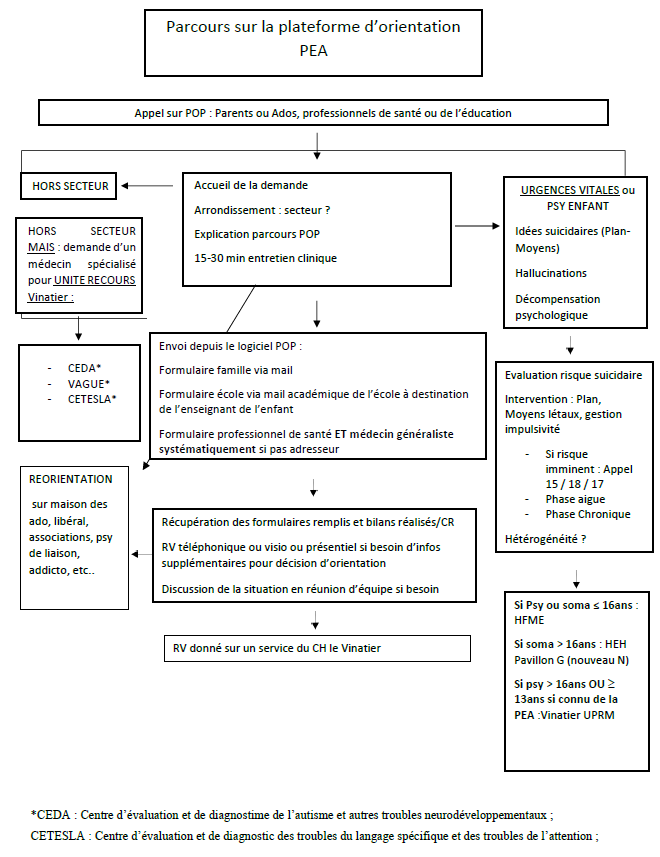 Parcours sur la plateforme d’orientation
PEA
Appel sur POP : Parents ou Ados, professionnels de santé ou de l’éducation
HORS SECTEUR
Accueil de la demande
Arrondissement : secteur ?
Explication parcours POP
15-30 min entretien clinique
URGENCES VITALES ou
PSY ENFANT
Idées suicidaires (Plan-
Moyens)
Hallucinations
Décompensation
psychologique
HORS SECTEUR
MAIS : demande d’un
médecin spécialisé
pour UNITE RECOURS
Vinatier :
- CEDA*
- VAGUE*
- CETESLA*
Envoi depuis le logiciel POP :
Formulaire famille via mail
Formulaire école via mail académique de l’école à destination
de l’enseignant de l’enfant
Formulaire professionnel de santé ET médecin généraliste
systématiquement si pas adresseur
Evaluation risque suicidaire
Intervention : Plan,
Moyens létaux, gestion
impulsivité
- Si risque
imminent : Appel
15 / 18 / 17
- Phase aigue
- Phase Chronique
Hétérogénéité ?
REORIENTATION
sur maison des
ado, libéral,
associations, psy
de liaison,
addicto, etc..
Récupération des formulaires remplis et bilans réalisés/CR
RV téléphonique ou visio ou présentiel si besoin d’infos
supplémentaires pour décision d’orientation
Discussion de la situation en réunion d’équipe si besoin
RV donné sur un service du CH le Vinatier
Si Psy ou soma ≤ 16ans :
HFME
Si soma > 16ans : HEH
Pavillon G (nouveau N)
Si psy > 16ans OU ≥
13ans si connu de la
PEA :Vinatier UPRM
*CEDA : Centre d’évaluation et de diagnostime de l’autisme et autres troubles neurodéveloppementaux ;
CETESLA : Centre d’évaluation et de diagnostic des troubles du langage spécifique et des troubles de l’attention ;